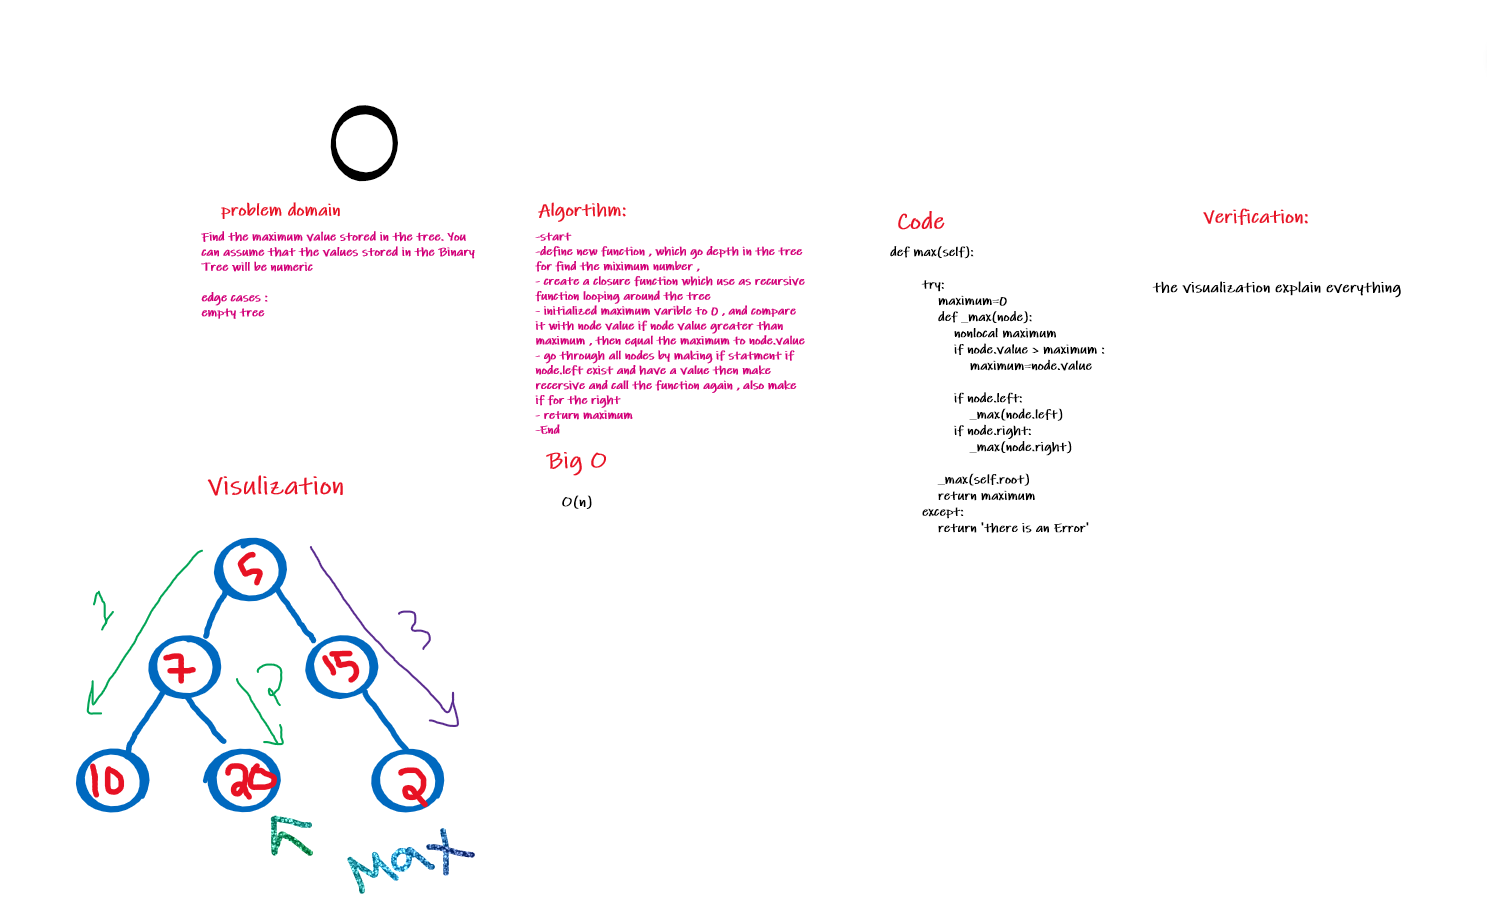 problem domain
Find the maximum value stored in the tree. You
can assume that the values stored in the Binary
Tree will be numeric
edge cases :
empty tree
Algortihm:
-start
-define new function , which go depth in the tree
for find the miximum number ,
- create a closure function which use as recursive
function looping around the tree
- initialized maximum varible to 0 , and compare
it with node value if node value greater than
maximum , then equal the maximum to node.value
- go through all nodes by making if statment if
node.left exist and have a value then make
recersive and call the function again , also make
if for the right
- return maximum
-End
Big O
O(n)
Code
def max(self):
try:
maximum=0
def _max(node):
nonlocal maximum
if node.value > maximum :
maximum=node.value
if node.left:
_max(node.left)
if node.right:
_max(node.right)
_max(self.root)
return maximum
except:
return 'there is an Error'
Verification:
the visualization explain everything
Visulization
5
1
3
7
2
15
10
20
2
Max